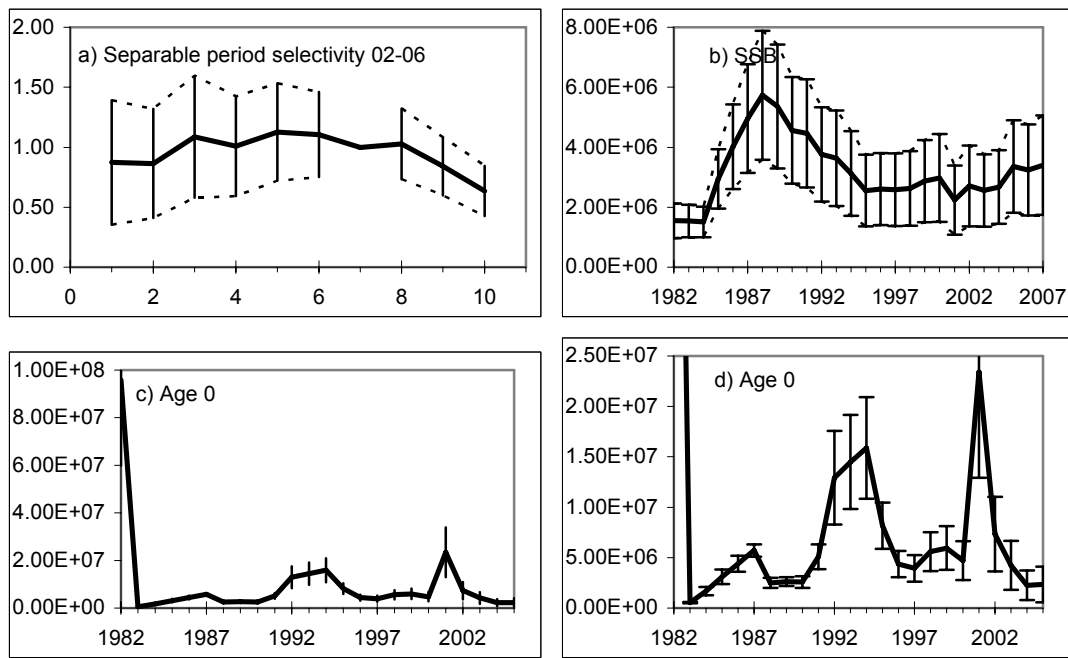 2.00
a) Separable period selectivity 02-06
1.50
1.00
0.50
0.00
0 2 4 6 8 10
8.00E+06
b) SSB
6.00E+06
4.00E+06
2.00E+06
0.00E+00
1982 1987 1992 1997 2002 2007
1.00E+08
c) Age 0
8.00E+07
6.00E+07
4.00E+07
2.00E+07
0.00E+00
1982 1987 1992 1997 2002
2.50E+07
d) Age 0
2.00E+07
1.50E+07
1.00E+07
5.00E+06
0.00E+00
1982 1987 1992 1997 2002